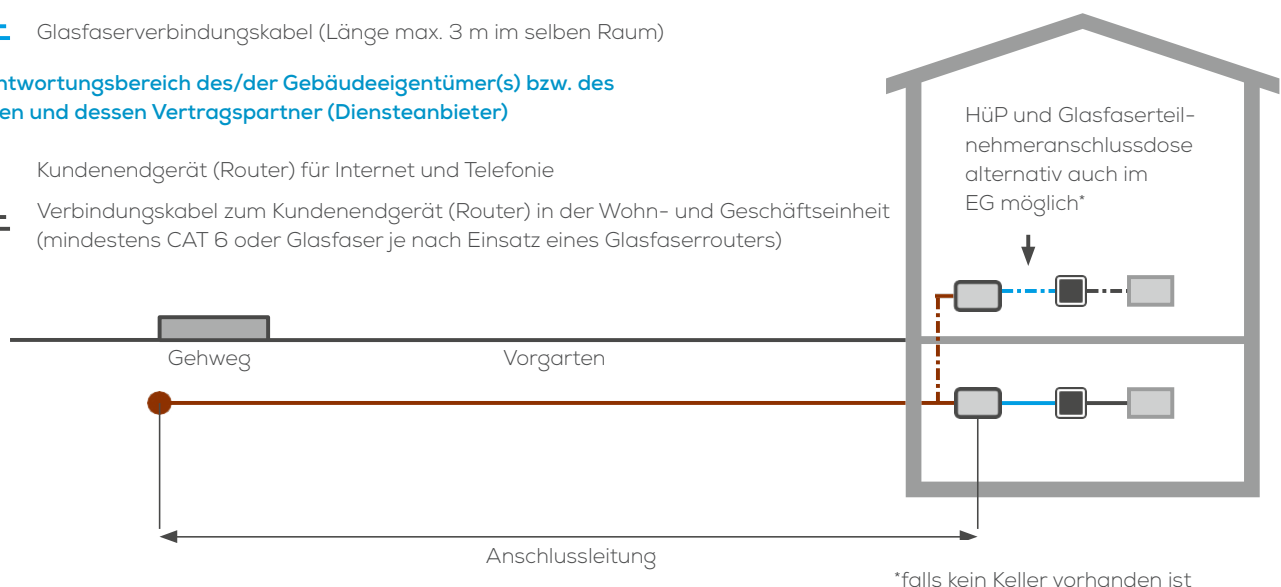 Glasfaserverbindungskabel (Länge max. 3 m im selben Raum)
ntwortungsbereich des/der Gebäudeeigentümer(s) bzw. des
en und dessen Vertragspartner (Diensteanbieter)
Kundenendgerät (Router) für Internet und Telefonie
Verbindungskabel zum Kundenendgerät (Router) in der Wohn- und Geschäftseinheit
(mindestens CAT 6 oder Glasfaser je nach Einsatz eines Glasfaserrouters)
HüP und Glasfaserteil-
nehmeranschlussdose
alternativ auch im
EG möglich*
Gehweg
Vorgarten
Anschlussleitung
*falls kein Keller vorhanden ist